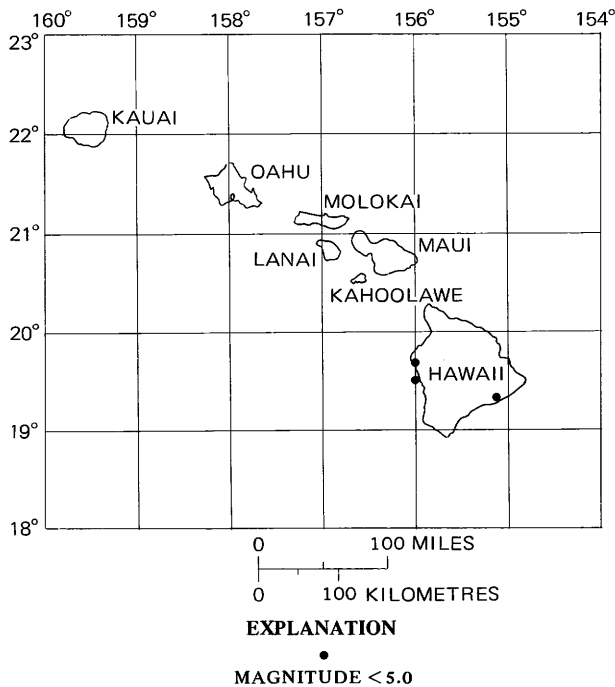 160° 159° 158° 157° 156° 155° 154°
23°
KAUAI
22°
OAHU
MOLOKAI
21°
LANAI
MAUI
KAHOOLAWE
20°
HAWAII
19°
18°
0 100 MILES
0 100 KILOMETRES
EXPLANATION
MAGNITUDE <5.0